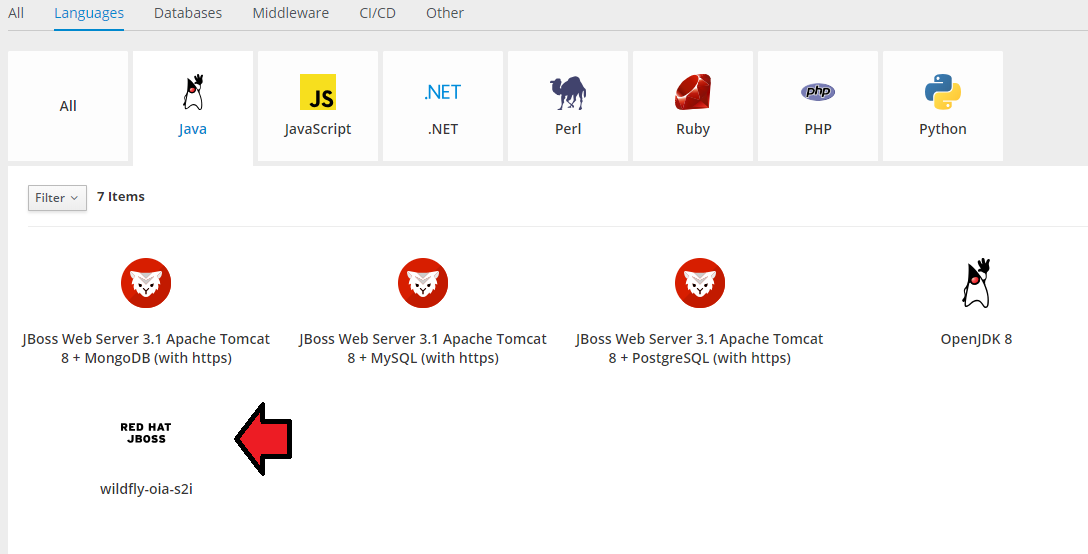 All Languages Databases Middleware CI/CD Other
JS .NET php
All Java JavaScript .NET Perl Ruby PHP Python
Filter 7 Items
JBoss Web Server 3.1 Apache Tomcat
8 + MongoDB (with https)
JBoss Web Server 3.1 Apache Tomcat
8 + MySQL (with https)
JBoss Web Server 3.1 Apache Tomcat
8 + PostgreSQL (with https)
OpenJDK 8
RED HAT
JBOSS
wildfly-oia-s2i